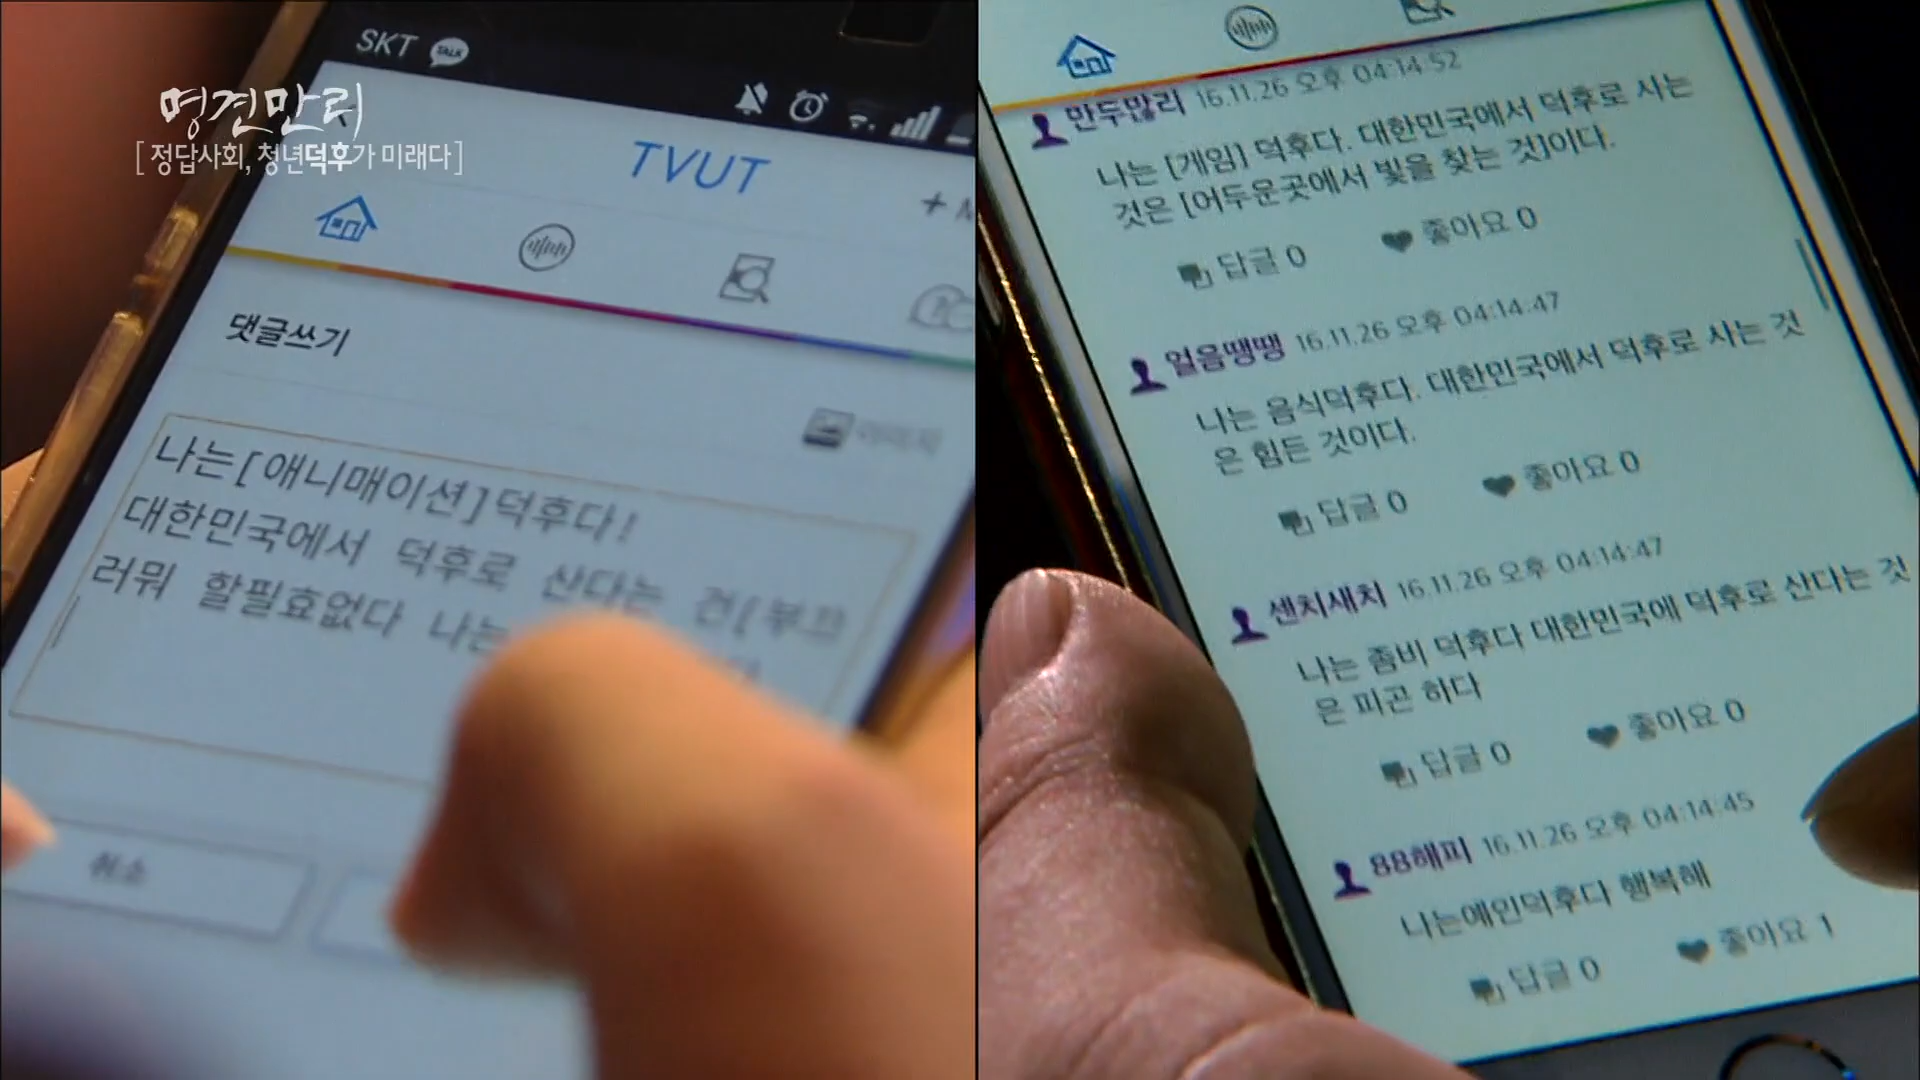 명견만리
[ 정답사회, 청년덕후가 미래다 ]
SKT TALK
TVUT
+
댓글쓰기
이미지
나는[애니매이션]덕후다!
대한민국에서 덕후로 산다는 건[부끄
러워 할필요없다 나는
취소
만두많리 16.11.26 오후 04:14:52
나는 [게임] 덕후다. 대한민국에서 덕후로 사는
것은 [어두운곳에서 빛을 찾는 것]이다.
답글 0 좋아요 0
얼음땡땡 16.11.26 오후 04:14:47
나는 음식덕후다. 대한민국에서 덕후로 사는 것
은 힘든 것이다.
답글 0 좋아요 0
센치새치 16.11.26 오후 04:14:47
나는 좀비 덕후다 대한민국에 덕후로 산다는 것
은 피곤 하다
답글 0 좋아요 0
88해피 16.11.26 오후 04:14:45
나는애인덕후다 행복해
답글 0 좋아요 1